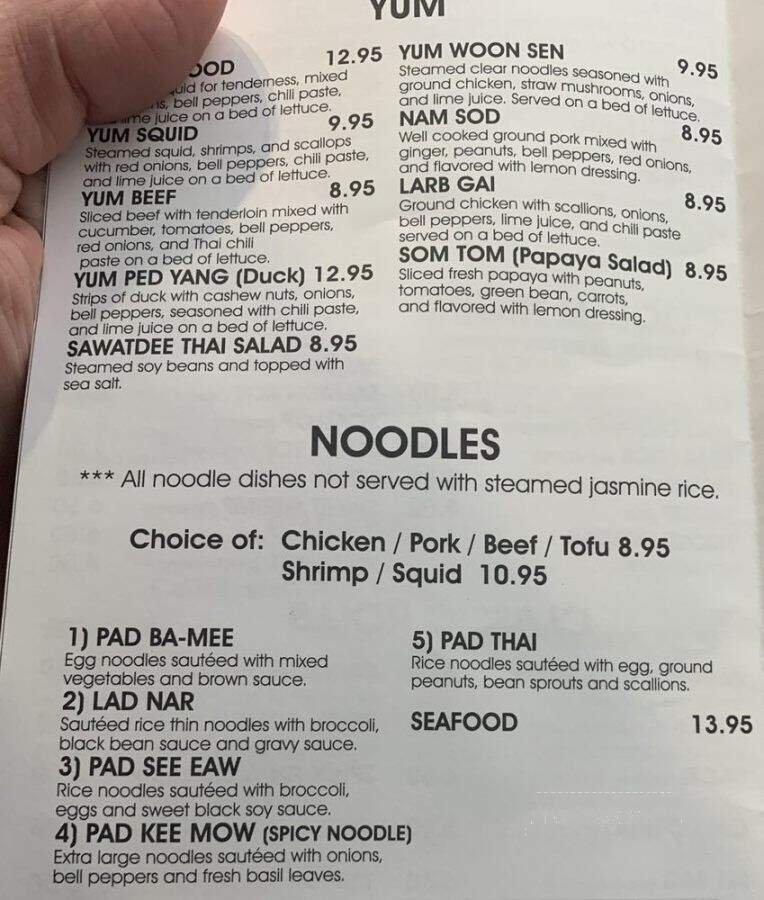 YUM
OOD 12.95
uid for tenderness, mixed
bell peppers, chili paste,
me juice on a bed of lettuce.
YUM SQUID 9.95
Steamed squid, shrimps, and scallops
with red onions, bell peppers, chili paste,
and lime juice on a bed of lettuce.
YUM BEEF 8.95
Sliced beef with tenderloin mixed with
cucumber, tomatoes, bell peppers,
red onions, and Thai chili
paste on a bed of lettuce.
YUM PED YANG (Duck) 12.95
Strips of duck with cashew nuts, onions,
bell peppers, seasoned with chili paste,
and lime juice on a bed of lettuce.
SAWATDEE THAI SALAD 8.95
Steamed soy beans and topped with
sea salt.
YUM WOON SEN 9.95
Steamed clear noodles seasoned with
ground chicken, straw mushrooms, onions,
and lime juice. Served on a bed of lettuce.
NAM SOD 8.95
Well cooked ground pork mixed with
ginger, peanuts, bell peppers, red onions,
and flavored with lemon dressing.
LARB GAI 8.95
Ground chicken with scallions, onions,
bell peppers, lime juice, and chili paste
served on a bed of lettuce.
SOM TOM (Papaya Salad) 8.95
Sliced fresh papaya with peanuts,
tomatoes, green bean, carrots,
and flavored with lemon dressing.
NOODLES
*** All noodle dishes not served with steamed jasmine rice.
Choice of: Chicken / Pork / Beef / Tofu 8.95
Shrimp / Squid 10.95
1) PAD BA-MEE
Egg noodles sautéed with mixed
vegetables and brown sauce.
2) LAD NAR
Sautéed rice thin noodles with broccoli,
black bean sauce and gravy sauce.
3) PAD SEE EAW
Rice noodles sautéed with broccoli,
eggs and sweet black soy sauce.
4) PAD KEE MOW (SPICY NOODLE)
Extra large noodles sautéed with onions,
bell peppers and fresh basil leaves.
5) PAD THAI
Rice noodles sautéed with egg, ground
peanuts, bean sprouts and scallions.
SEAFOOD 13.95